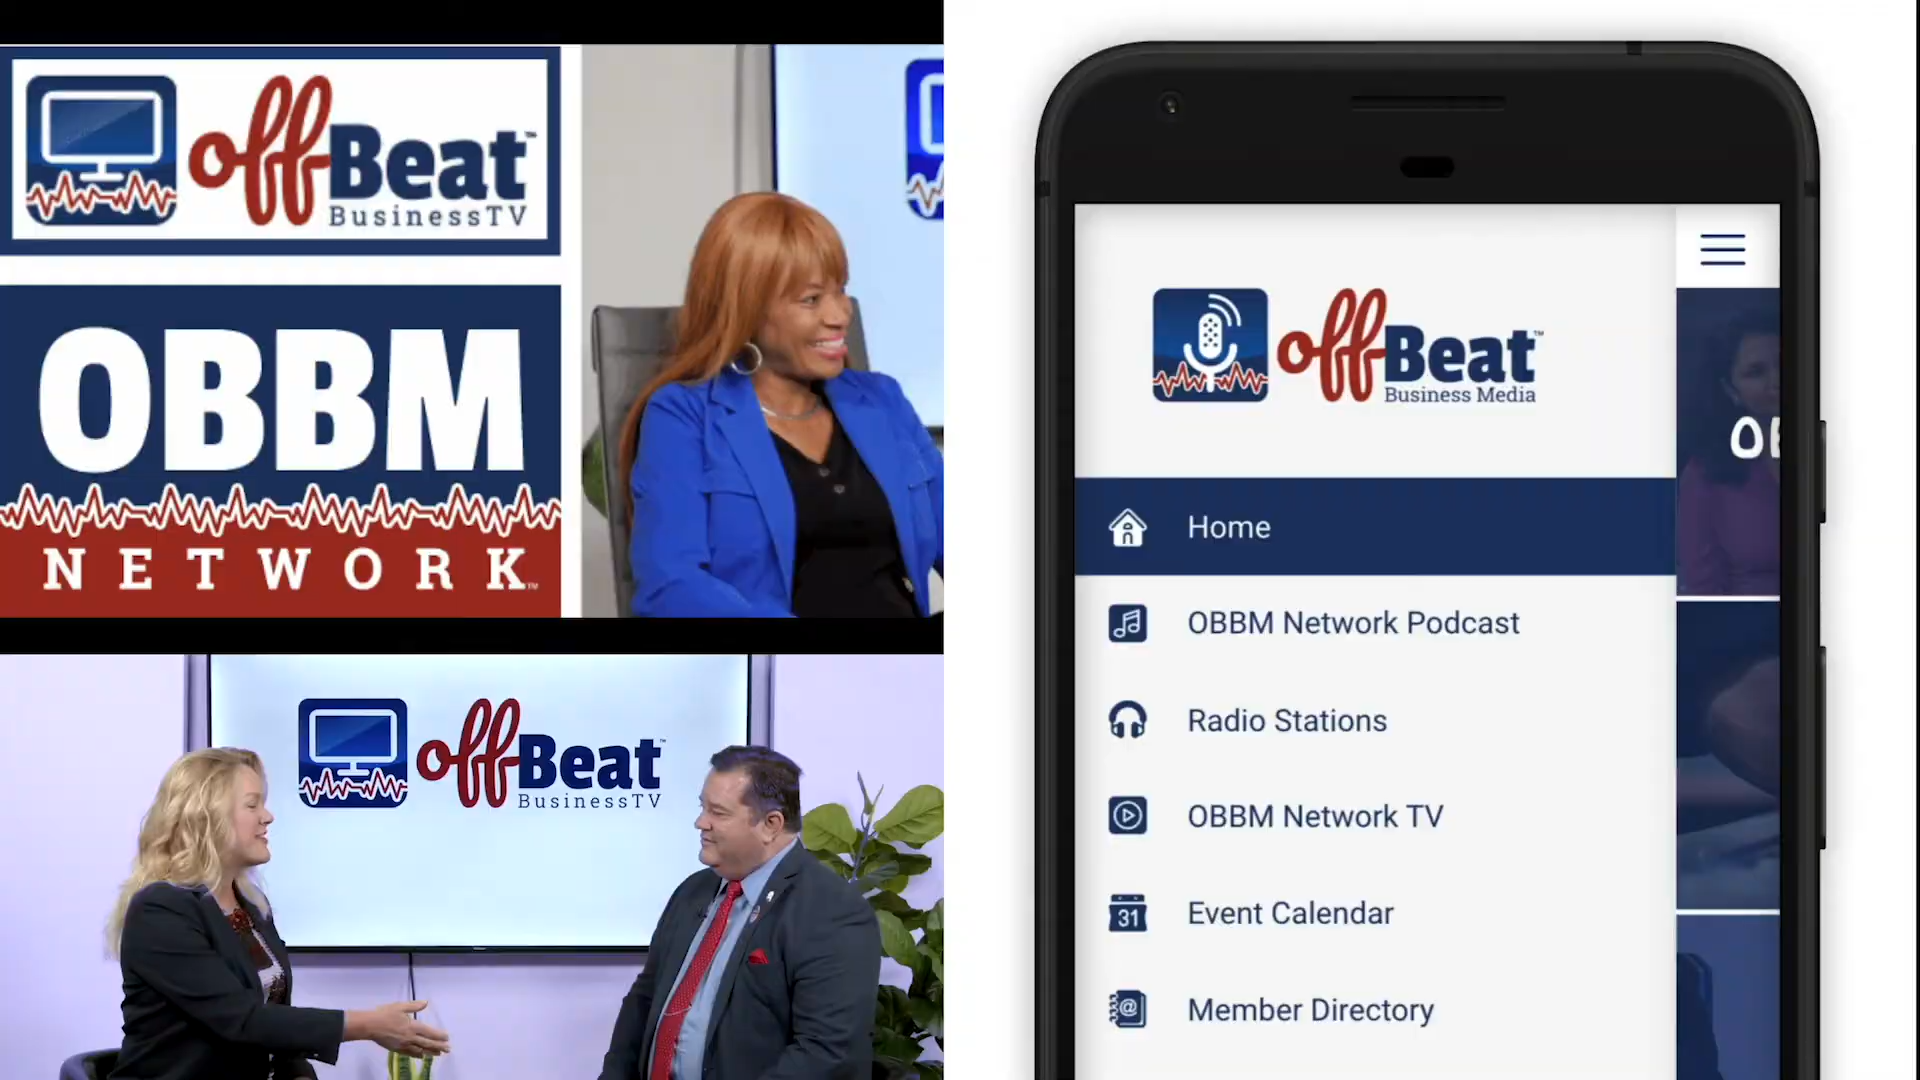 offBeat™
BusinessTV
OBBM
NETWORK™
offBeat™
BusinessTV
offBeat™
Business Media
Home
OBBM Network Podcast
Radio Stations
OBBM Network TV
31
Event Calendar
@
Member Directory